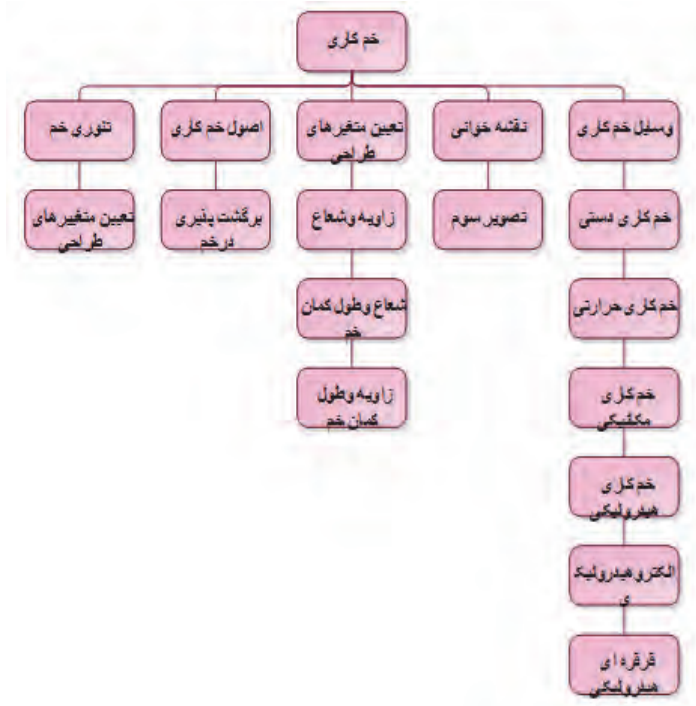 خم کاری
وسایل خم کاری
نقشه خوانی
تعیین متغیرهای
طراحی
اصول خم کاری
تئوری خم
خم کاری دستی
تصویر سوم
زاویه وشعاع
برگشت پذیری
درخم
تعیین متغییرهای
طراحی
خم کاری حرارتی
شعاع وطول کمان
خم
خم کاری
مکانیکی
زاویه وطول
کمان خم
خم کاری
هیدرولیکی
الکتروهیدرولیک
ی
قرقره ای
هیدرولیکی